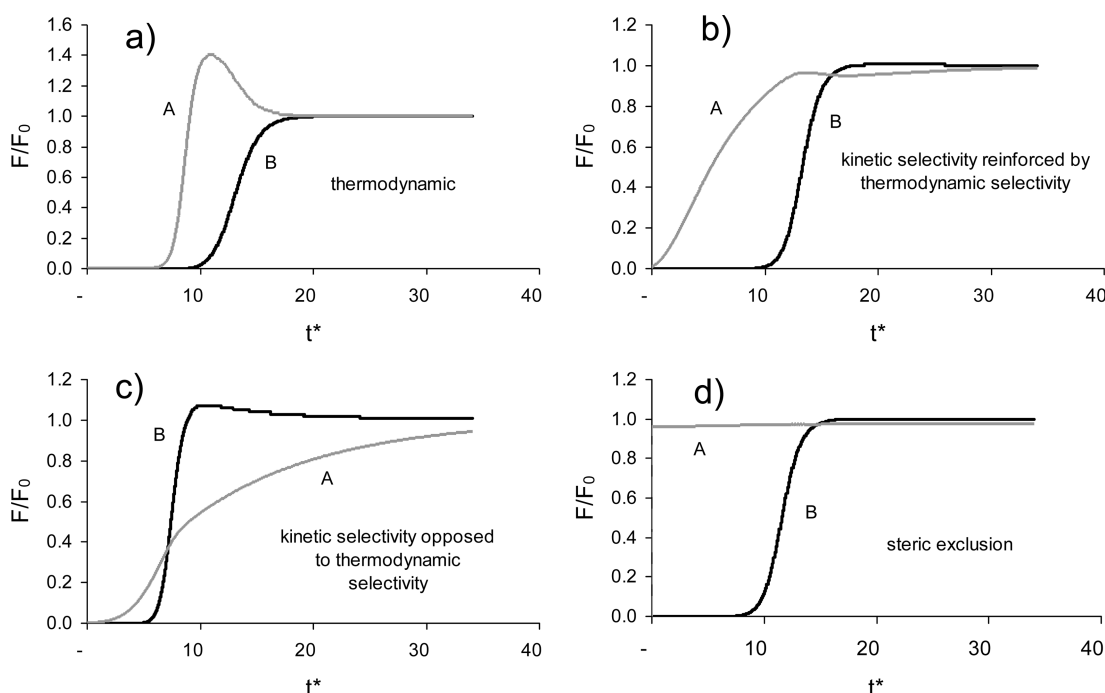 a)
1.6
1.4
1.2
1.0
0.8
0.6
0.4
0.2
0.0
F/F0
A
B
thermodynamic
- 10 20 30 40
t*
b)
1.2
1.0
0.8
0.6
0.4
0.2
0.0
F/F0
A
B
kinetic selectivity reinforced by
thermodynamic selectivity
- 10 20 30 40
t*
c)
1.2
1.0
0.8
0.6
0.4
0.2
0.0
F/F0
B
A
kinetic selectivity opposed
to thermodynamic
selectivity
- 10 20 30 40
t*
d)
1.2
1.0
0.8
0.6
0.4
0.2
0.0
F/F0
A
B
steric exclusion
- 10 20 30 40
t*